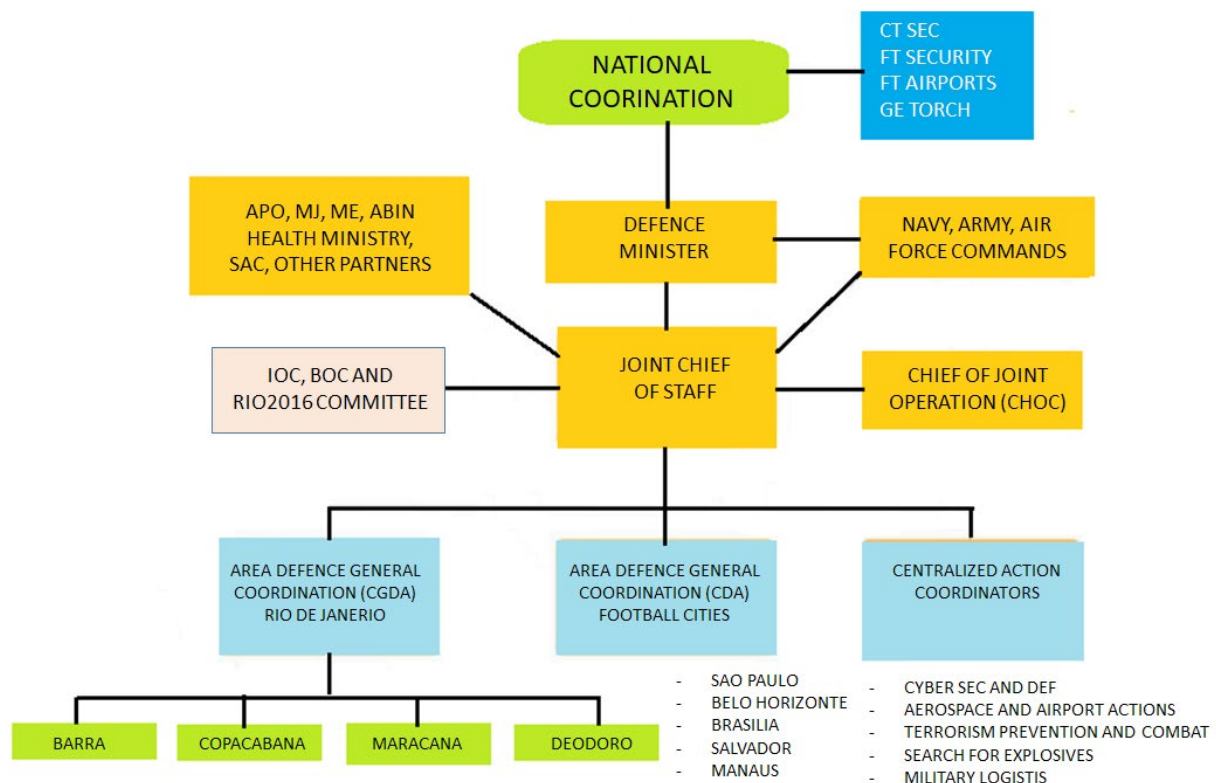 NATIONAL
COORINATION
CT SEC
FT SECURITY
FT AIRPORTS
GE TORCH
APO, MJ, ME, ABIN
HEALTH MINISTRY,
SAC, OTHER PARTNERS
DEFENCE
MINISTER
NAVY, ARMY, AIR
FORCE COMMANDS
IOC, BOC AND
RIO2016 COMMITTEE
JOINT CHIEF
OF STAFF
CHIEF OF JOINT
OPERATION (CHOC)
AREA DEFENCE GENERAL
COORDINATION (CGDA)
RIO DE JANERIO
AREA DEFENCE GENERAL
COORDINATION (CDA)
FOOTBALL CITIES
CENTRALIZED ACTION
COORDINATORS
BARRA
COPACABANA
MARACANA
DEODORO
- SAO PAULO
- BELO HORIZONTE
- BRASILIA
- SALVADOR
- MANAUS
- CYBER SEC AND DEF
- AEROSPACE AND AIRPORT ACTIONS
- TERRORISM PREVENTION AND COMBAT
- SEARCH FOR EXPLOSIVES
- MILITARY LOGISTIS